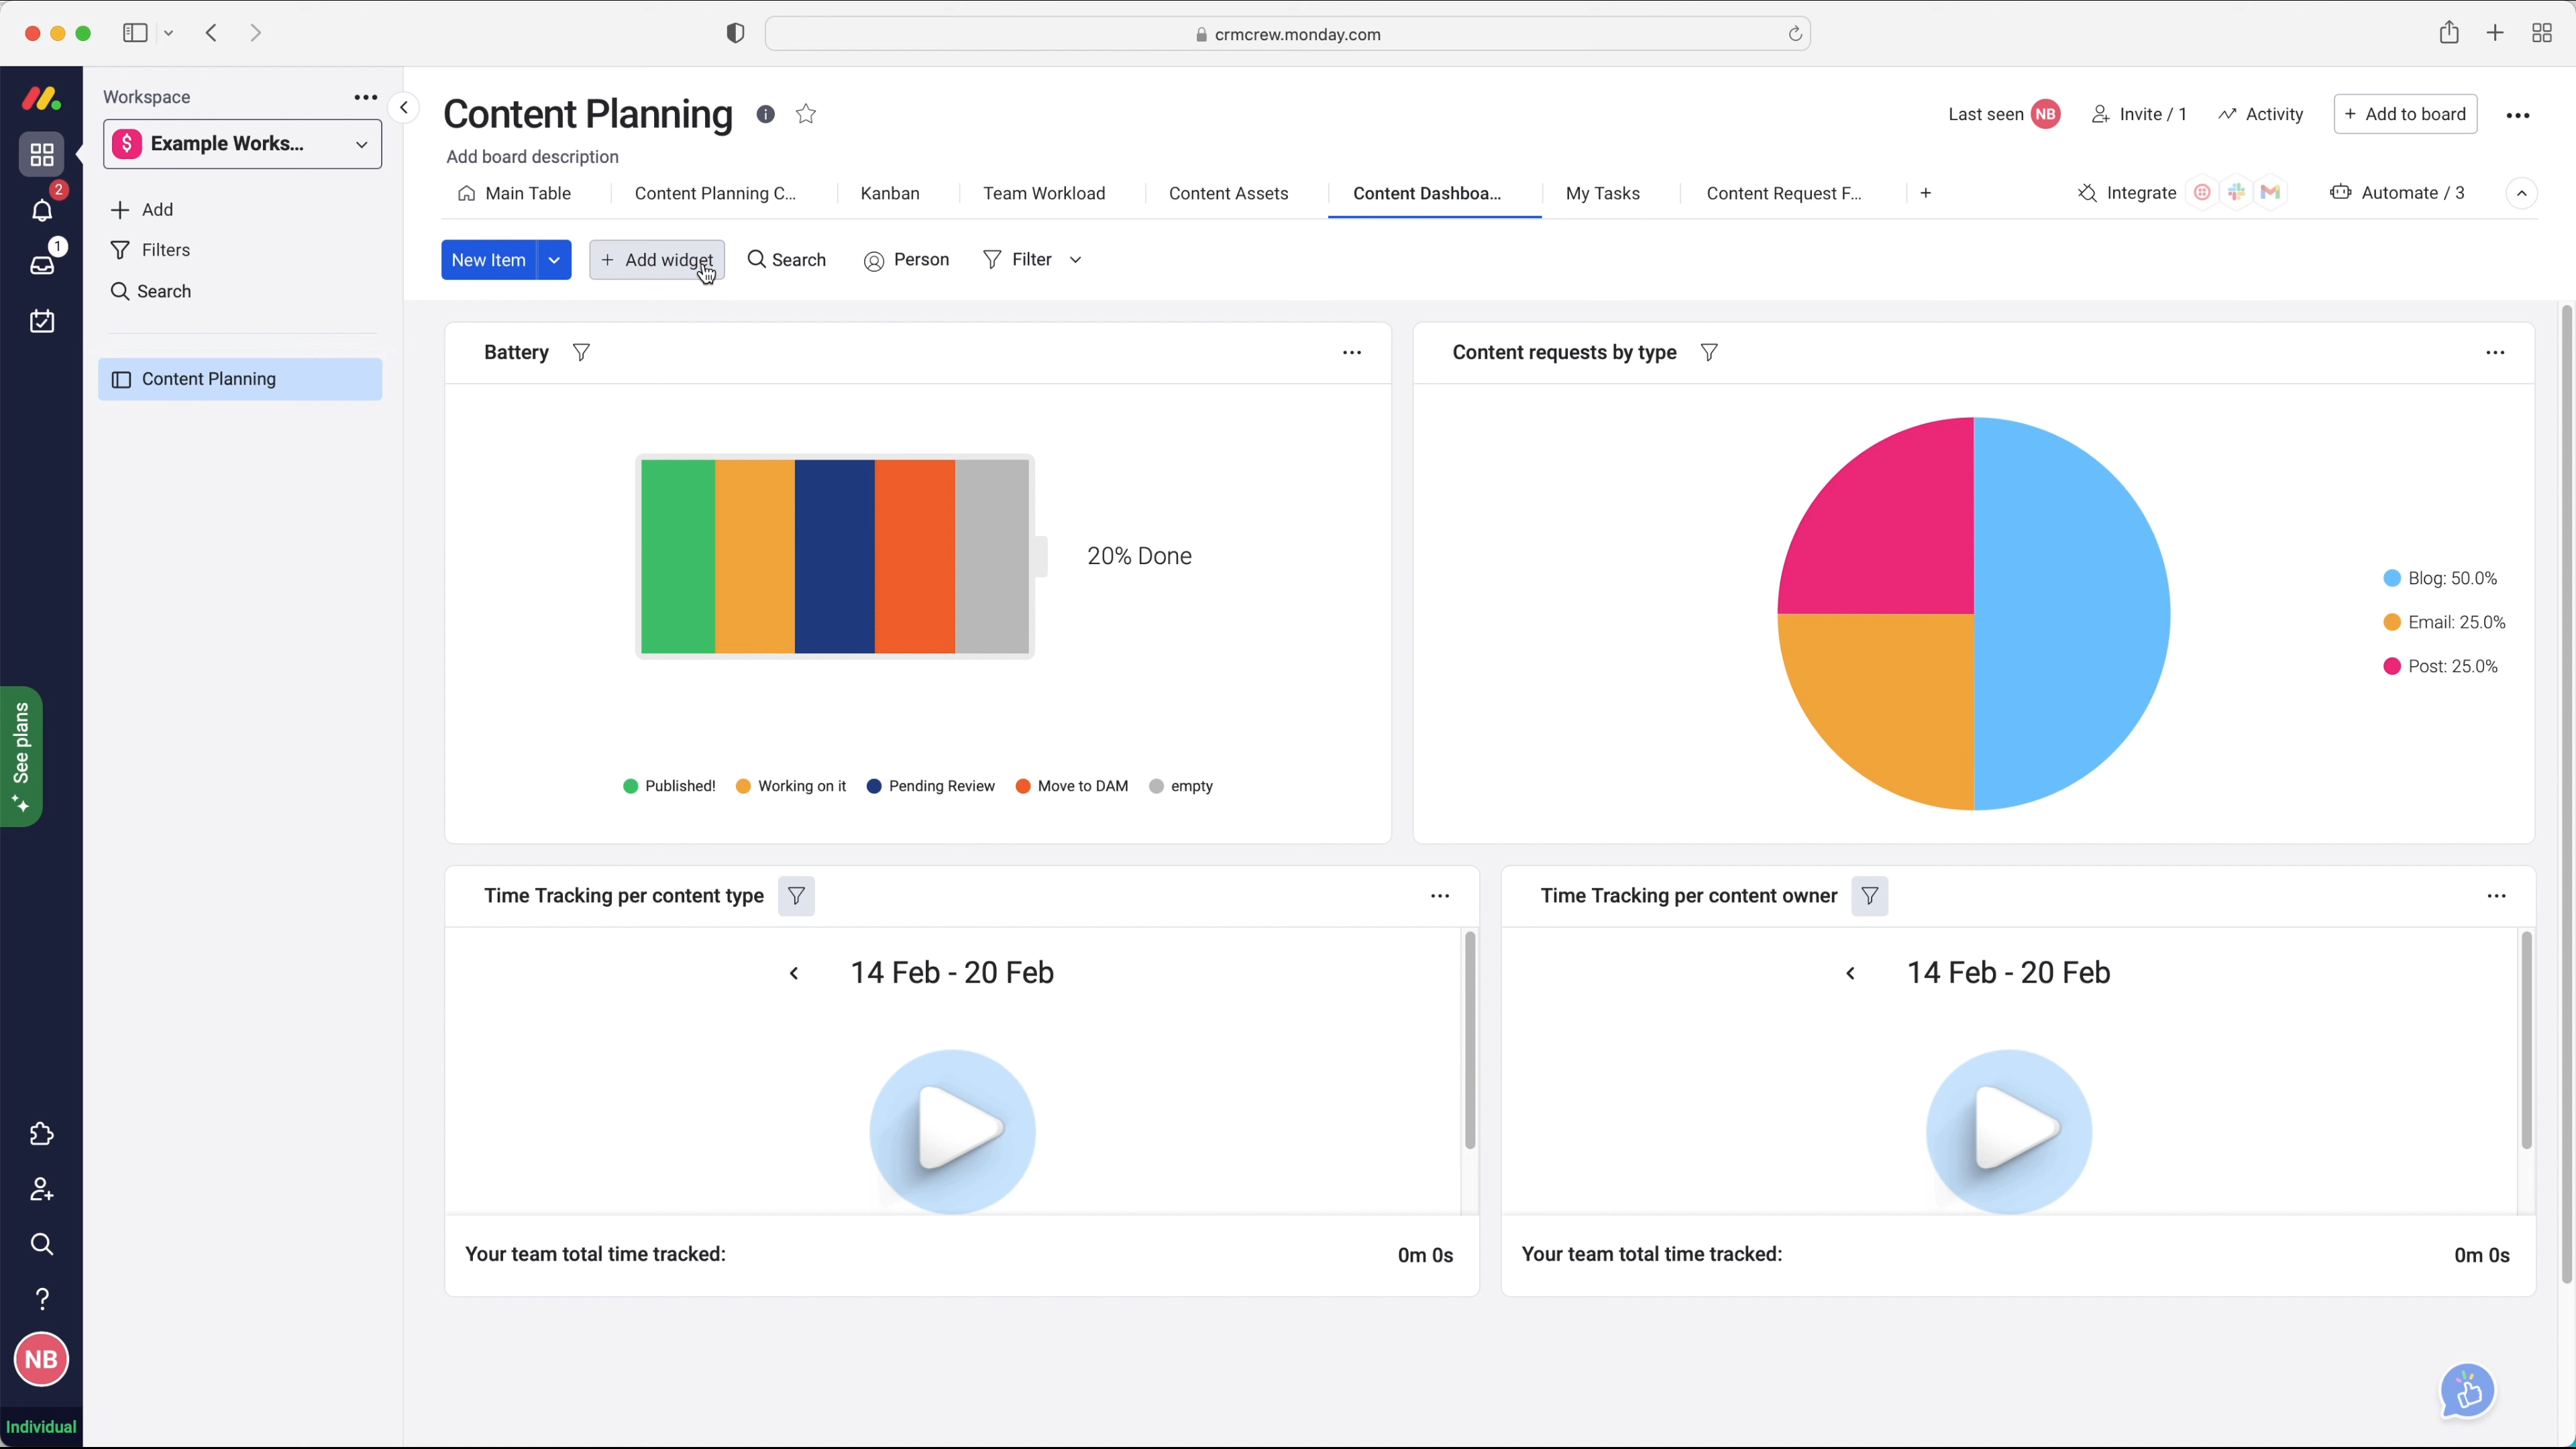 crmcrew.monday.com
Workspace
Example Works...
2
1
Add
Filters
Search
Content Planning
See plans
NB
Individual
Content Planning
Add board description
Last seen NB Invite / 1 Activity + Add to board
Main Table Content Planning C... Kanban Team Workload Content Assets Content Dashboa... My Tasks Content Request F... + Integrate Automate / 3
New Item + Add widget Search Person Filter
Battery
20% Done
Published! Working on it Pending Review Move to DAM empty
Content requests by type
Blog: 50.0%
Email: 25.0%
Post: 25.0%
Time Tracking per content type
14 Feb - 20 Feb
Your team total time tracked: 0m 0s
Time Tracking per content owner
14 Feb - 20 Feb
Your team total time tracked: 0m 0s